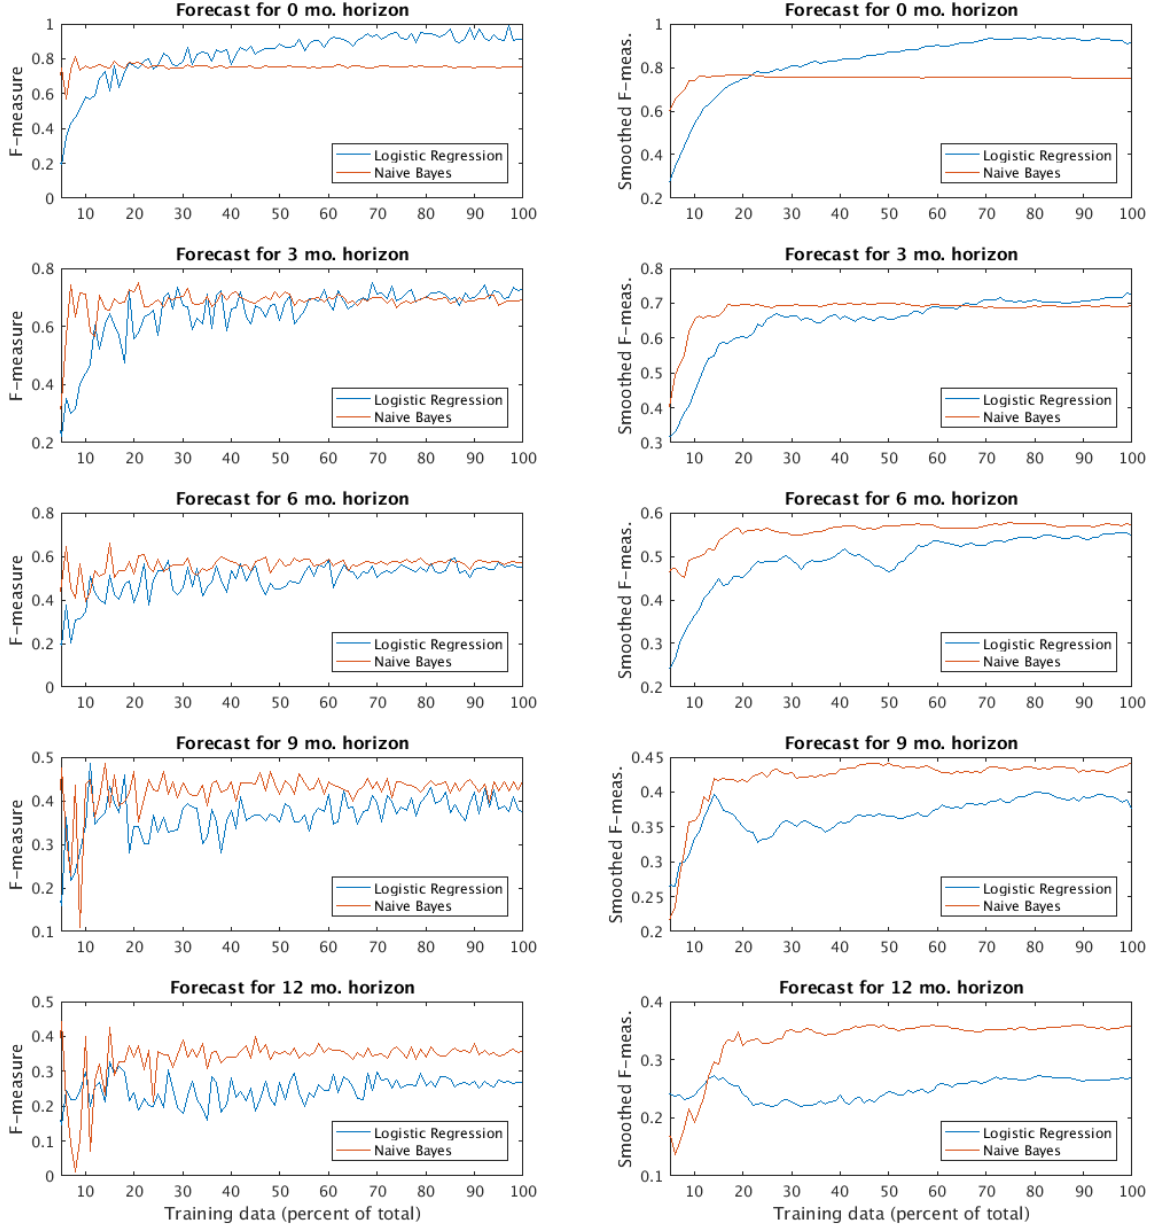 Forecast for 0 mo. horizon
F-measure
1
0.8
0.6
0.4
0.2
0
Logistic Regression
Naive Bayes
10 20 30 40 50 60 70 80 90 100
Forecast for 0 mo. horizon
Smoothed F-meas.
1
0.8
0.6
0.4
0.2
Logistic Regression
Naive Bayes
10 20 30 40 50 60 70 80 90 100
Forecast for 3 mo. horizon
F-measure
0.8
0.6
0.4
0.2
Logistic Regression
Naive Bayes
10 20 30 40 50 60 70 80 90 100
Forecast for 3 mo. horizon
Smoothed F-meas.
0.8
0.7
0.6
0.5
0.4
0.3
Logistic Regression
Naive Bayes
10 20 30 40 50 60 70 80 90 100
Forecast for 6 mo. horizon
F-measure
0.8
0.6
0.4
0.2
0
Logistic Regression
Naive Bayes
10 20 30 40 50 60 70 80 90 100
Forecast for 6 mo. horizon
Smoothed F-meas.
0.6
0.5
0.4
0.3
0.2
Logistic Regression
Naive Bayes
10 20 30 40 50 60 70 80 90 100
Forecast for 9 mo. horizon
F-measure
0.5
0.4
0.3
0.2
0.1
Logistic Regression
Naive Bayes
10 20 30 40 50 60 70 80 90 100
Forecast for 9 mo. horizon
Smoothed F-meas.
0.45
0.4
0.35
0.3
0.25
0.2
Logistic Regression
Naive Bayes
10 20 30 40 50 60 70 80 90 100
Forecast for 12 mo. horizon
F-measure
0.5
0.4
0.3
0.2
0.1
0
Logistic Regression
Naive Bayes
10 20 30 40 50 60 70 80 90 100
Training data (percent of total)
Forecast for 12 mo. horizon
Smoothed F-meas.
0.4
0.3
0.2
0.1
Logistic Regression
Naive Bayes
10 20 30 40 50 60 70 80 90 100
Training data (percent of total)